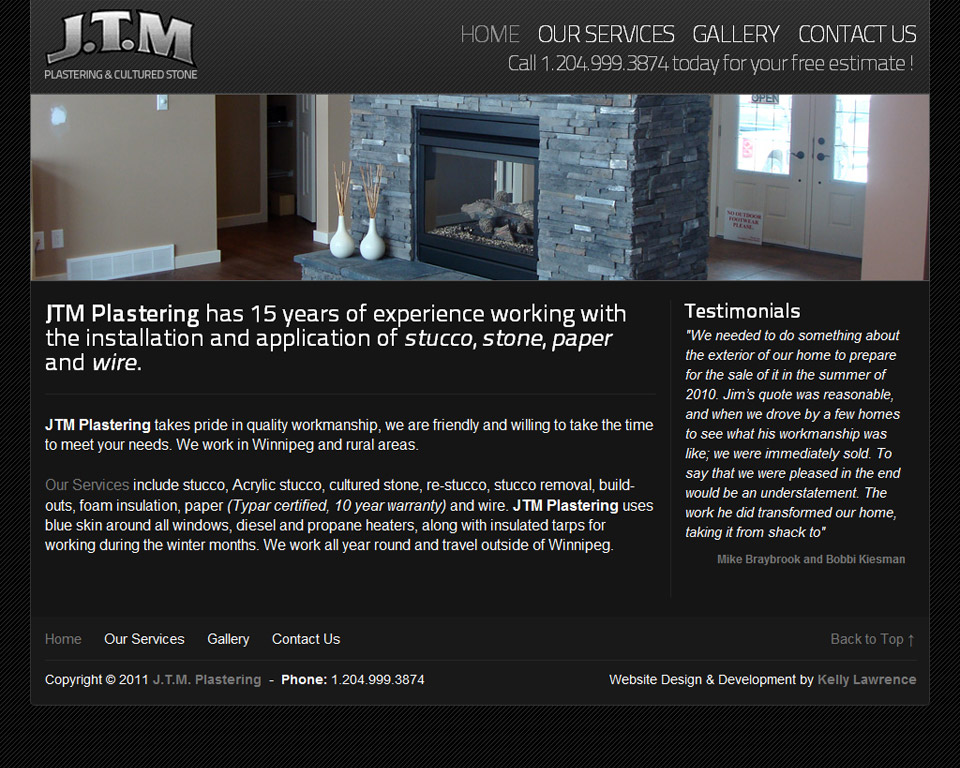 J.T.M
PLASTERING & CULTURED STONE
HOME OUR SERVICES GALLERY CONTACT US
Call 1.204.999.3874 today for your free estimate !
OPEN
NO OUTDOOR
FOOTWEAR
PLEASE.
JTM Plastering has 15 years of experience working with
the installation and application of stucco, stone, paper
and wire.
JTM Plastering takes pride in quality workmanship, we are friendly and willing to take the time
to meet your needs. We work in Winnipeg and rural areas.
Our Services include stucco, Acrylic stucco, cultured stone, re-stucco, stucco removal, build-
outs, foam insulation, paper (Typar certified, 10 year warranty) and wire. JTM Plastering uses
blue skin around all windows, diesel and propane heaters, along with insulated tarps for
working during the winter months. We work all year round and travel outside of Winnipeg.
Testimonials
"We needed to do something about
the exterior of our home to prepare
for the sale of it in the summer of
2010. Jim's quote was reasonable,
and when we drove by a few homes
to see what his workmanship was
like; we were immediately sold. To
say that we were pleased in the end
would be an understatement. The
work he did transformed our home,
taking it from shack to"
Mike Braybrook and Bobbi Kiesman
Home Our Services Gallery Contact Us
Back to Top ↑
Copyright © 2011 J.T.M. Plastering - Phone: 1.204.999.3874
Website Design & Development by Kelly Lawrence